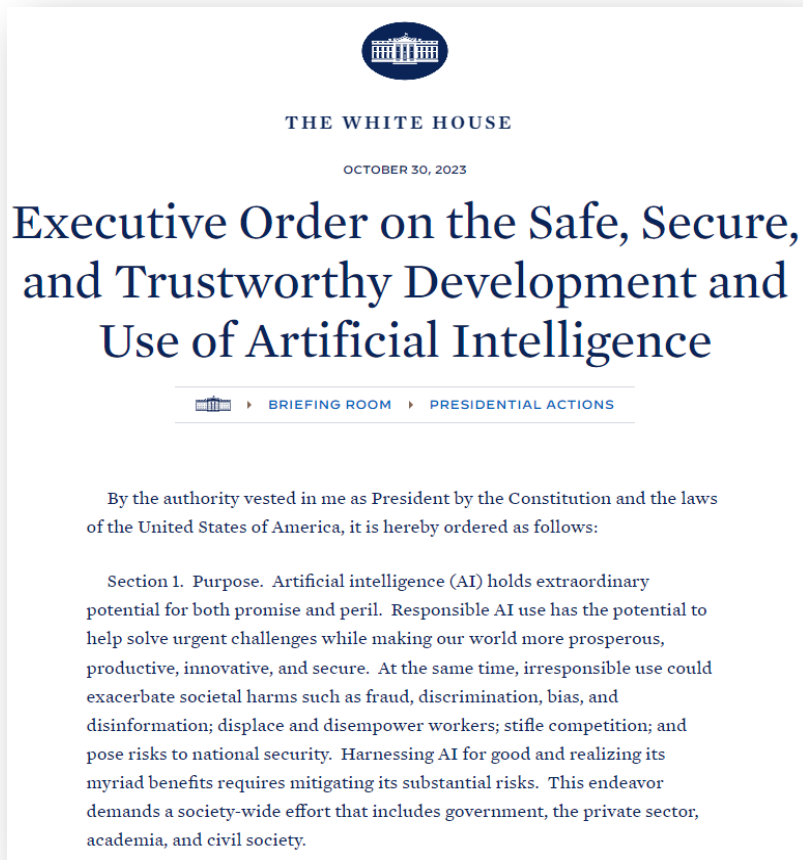 THE WHITE HOUSE
OCTOBER 30, 2023
Executive Order on the Safe, Secure,
and Trustworthy Development and
Use of Artificial Intelligence
BRIEFING ROOM
PRESIDENTIAL ACTIONS
By the authority vested in me as President by the Constitution and the laws
of the United States of America, it is hereby ordered as follows:
Section 1.  Purpose.  Artificial intelligence (AI) holds extraordinary
potential for both promise and peril.  Responsible AI use has the potential to
help solve urgent challenges while making our world more prosperous,
productive, innovative, and secure.  At the same time, irresponsible use could
exacerbate societal harms such as fraud, discrimination, bias, and
disinformation; displace and disempower workers; stifle competition; and
pose risks to national security.  Harnessing AI for good and realizing its
myriad benefits requires mitigating its substantial risks.  This endeavor
demands a society-wide effort that includes government, the private sector,
academia, and civil society.